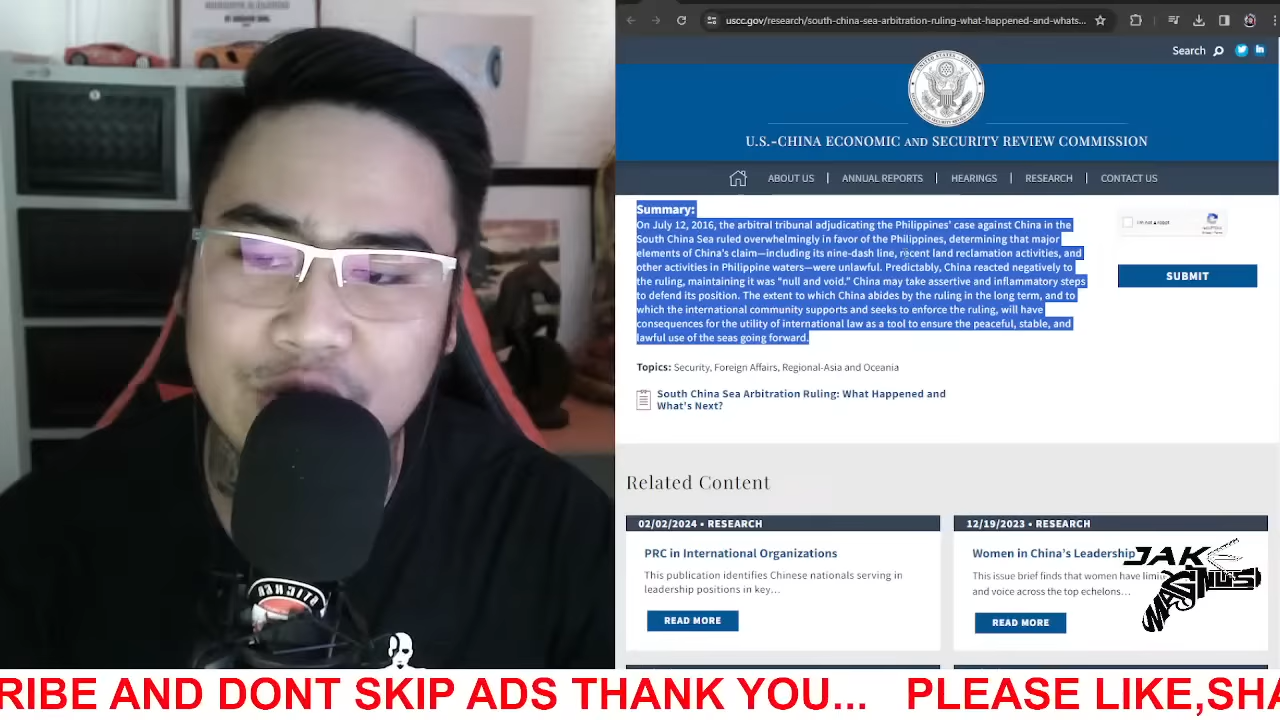 uscc.gov/research/south-china-sea-arbitration-ruling-what-happened-and-whats...
Search
U.S.-CHINA ECONOMIC AND SECURITY REVIEW COMMISSION
ABOUT US | ANNUAL REPORTS | HEARINGS | RESEARCH | CONTACT US
Summary:
On July 12, 2016, the arbitral tribunal adjudicating the Philippines' case against China in the
South China Sea ruled overwhelmingly in favor of the Philippines, determining that major
elements of China's claim—including its nine-dash line, recent land reclamation activities, and
other activities in Philippine waters—were unlawful. Predictably, China reacted negatively to
the ruling, maintaining it was "null and void." China may take assertive and inflammatory steps
to defend its position. The extent to which China abides by the ruling in the long term, and to
which the international community supports and seeks to enforce the ruling, will have
consequences for the utility of international law as a tool to ensure the peaceful, stable, and
lawful use of the seas going forward.
I'm not a robot
SUBMIT
Topics: Security, Foreign Affairs, Regional-Asia and Oceania
South China Sea Arbitration Ruling: What Happened and
What's Next?
Related Content
02/02/2024 • RESEARCH
PRC in International Organizations
This publication identifies Chinese nationals serving in
leadership positions in key...
READ MORE
12/19/2023 • RESEARCH
Women in China's Leadership
This issue brief finds that women have
and voice across the top echelons...
READ MORE
JAK
RIBE AND DONT SKIP ADS THANK YOU... PLEASE LIKE,SHA